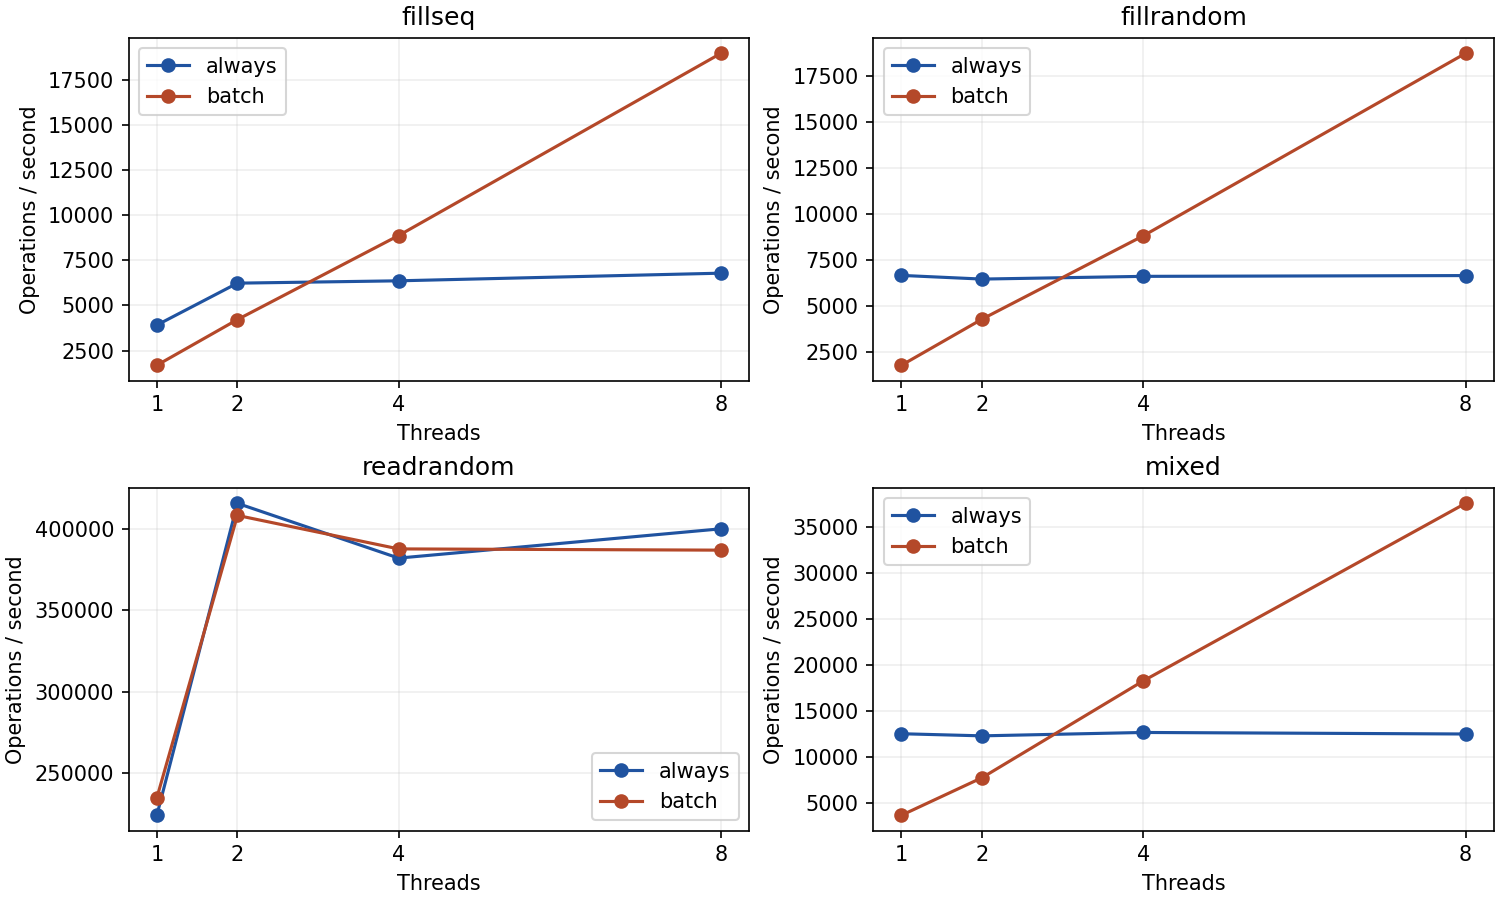 fillseq
always
batch
17500
15000
12500
10000
7500
5000
2500
Operations / second
1 2 4 8
Threads
fillrandom
always
batch
17500
15000
12500
10000
7500
5000
2500
Operations / second
1 2 4 8
Threads
readrandom
400000
350000
300000
250000
Operations / second
always
batch
1 2 4 8
Threads
mixed
always
batch
35000
30000
25000
20000
15000
10000
5000
Operations / second
1 2 4 8
Threads